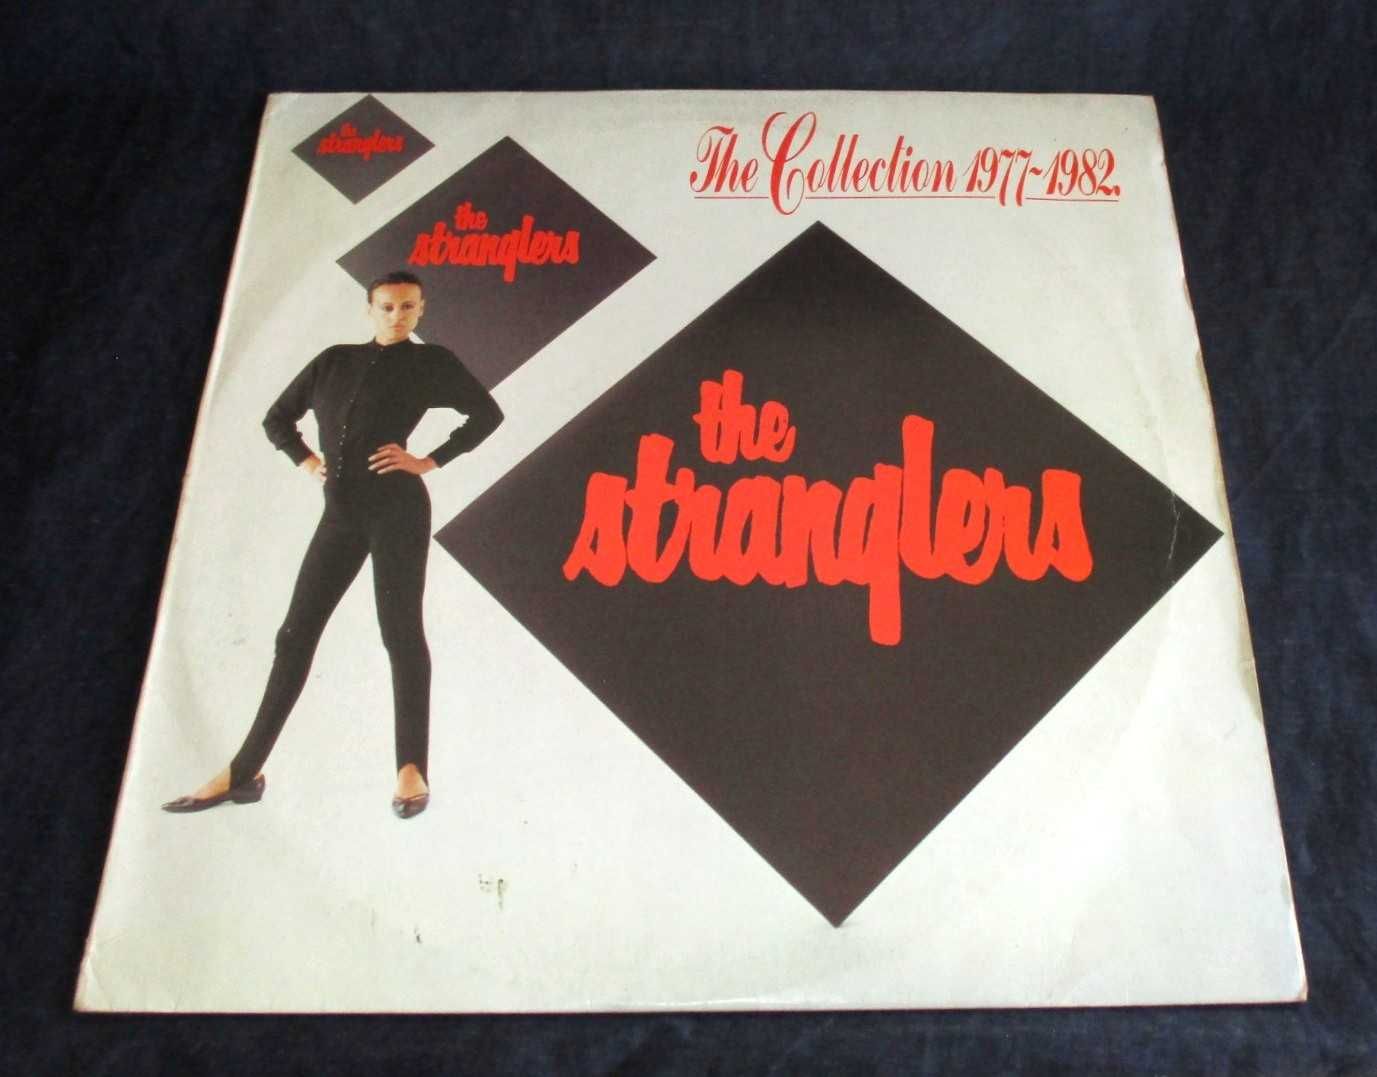 the
stranglers
The Collection 1977~1982.
the
stranglers
the
stranglers